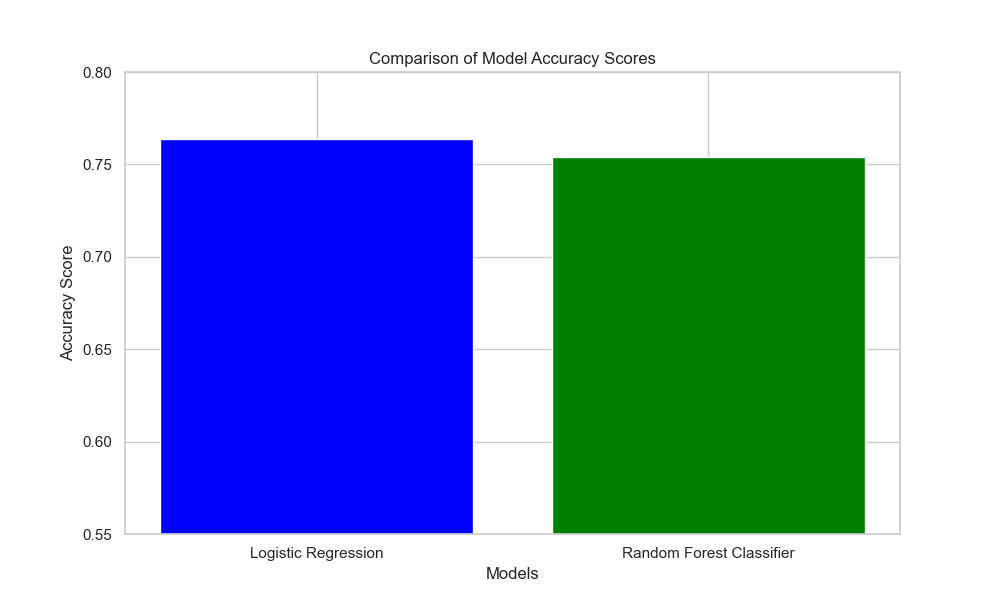 Comparison of Model Accuracy Scores
0.80
0.75
0.70
0.65
0.60
0.55
Accuracy Score
Logistic Regression
Random Forest Classifier
Models